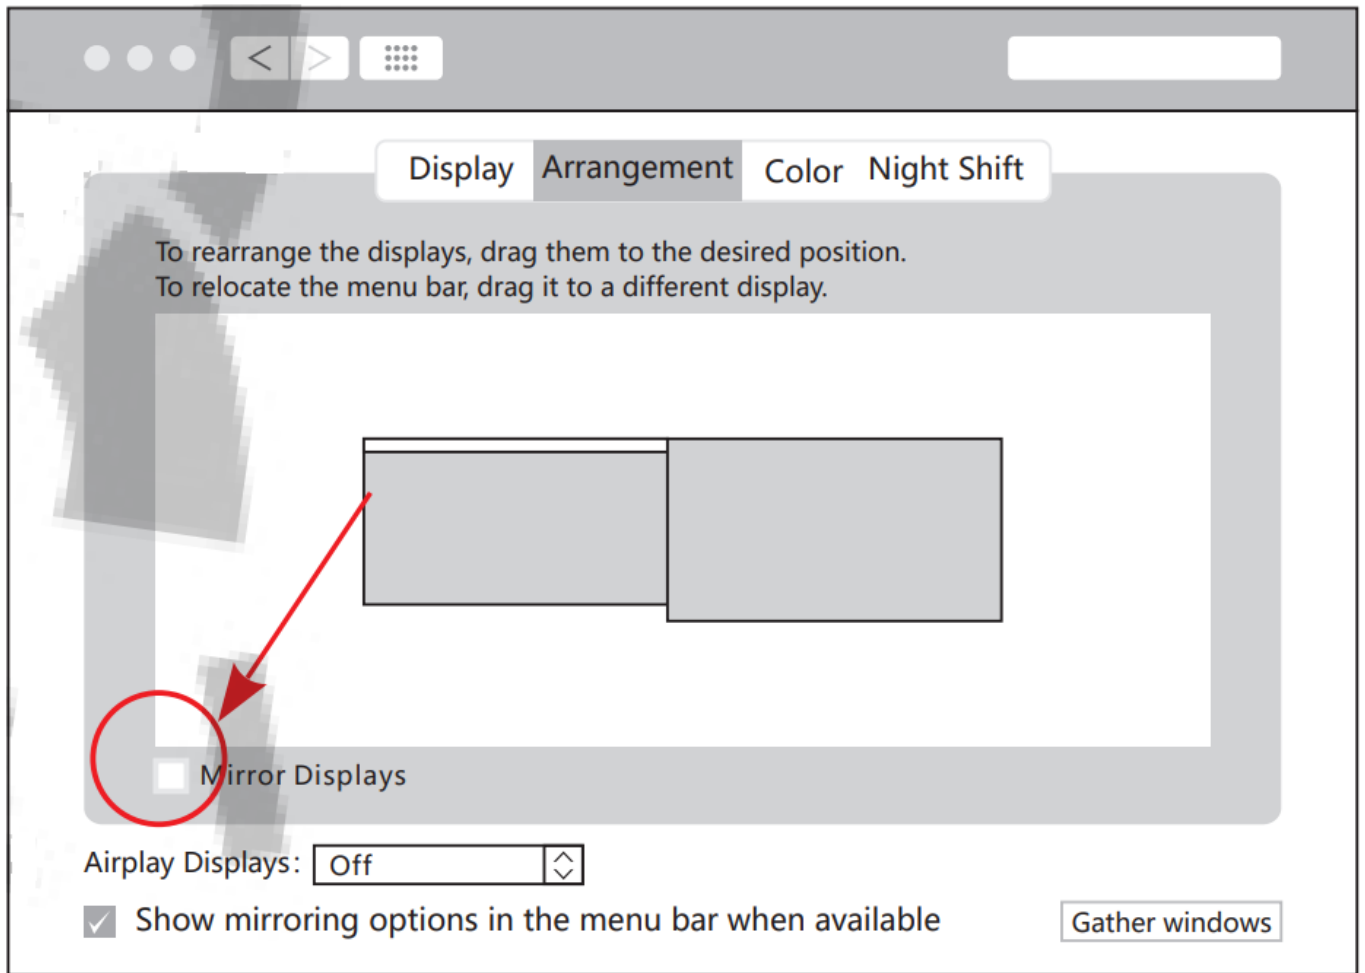 Display Arrangement Color Night Shift
To rearrange the displays, drag them to the desired position.
To relocate the menu bar, drag it to a different display.
Mirror Displays
Airplay Displays: Off
Show mirroring options in the menu bar when available
Gather windows